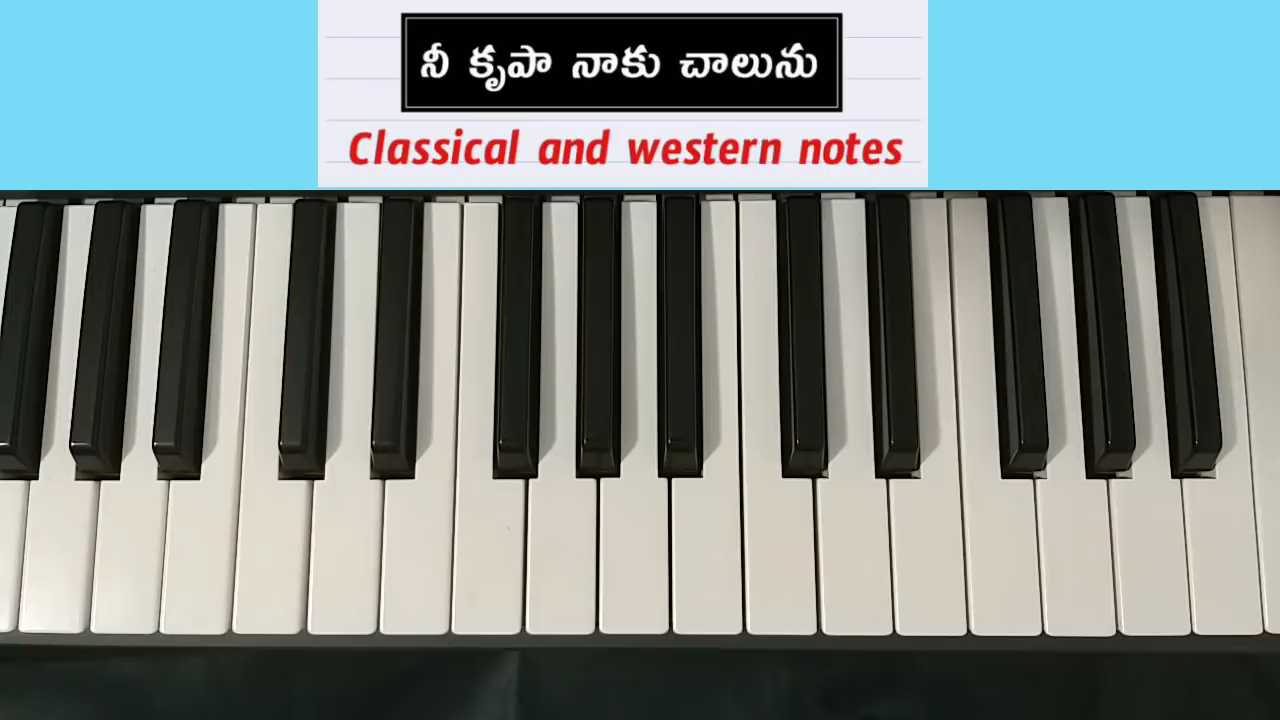 నీ కృపా నాకు చాలును
Classical and western notes